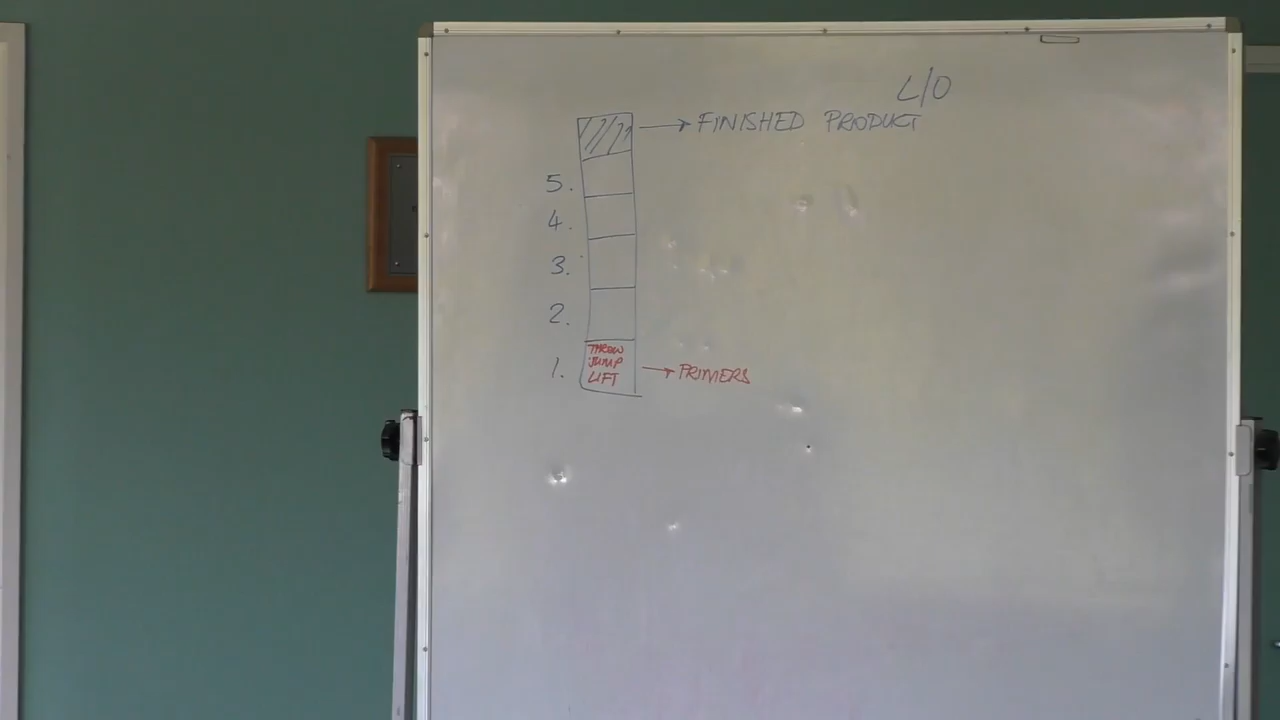 L/O
→ FINISHED PRODUCT
5.
4.
3.
2.
THROW
JUMP
LIFT
1.
→ PRIMERS